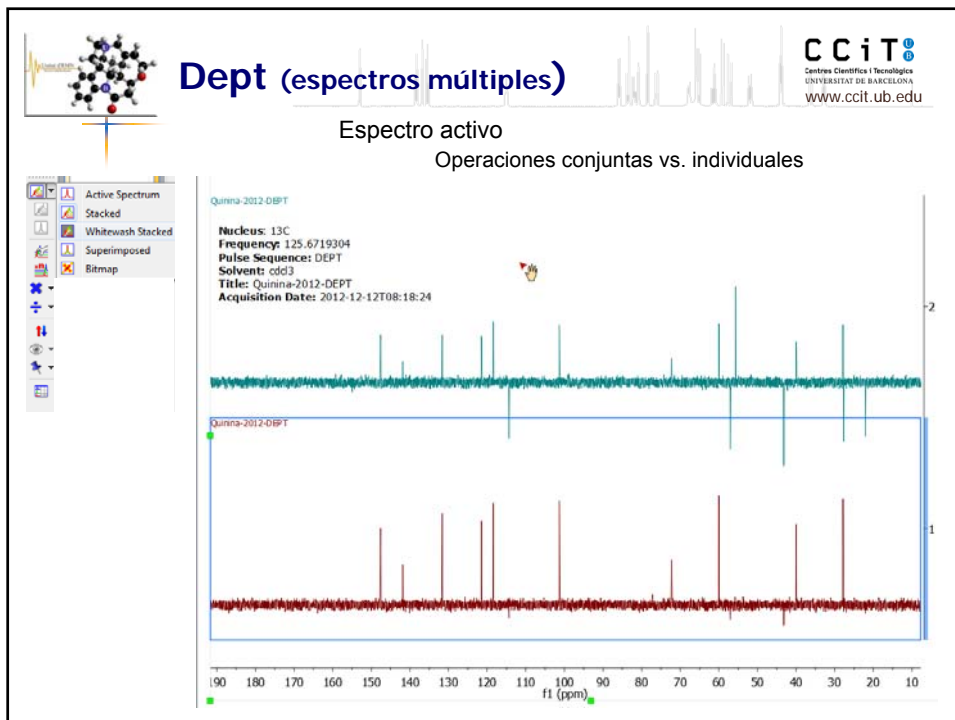 CCiT UB
Centres Científics i Tecnològics
UNIVERSITAT DE BARCELONA
www.ccit.ub.edu
Dept (espectros múltiples)
Espectro activo
Operaciones conjuntas vs. individuales
Active Spectrum
Stacked
Whitewash Stacked
Superimposed
Bitmap
Quinina-2012-DEPT
Nucleus: 13C
Frequency: 125.6719304
Pulse Sequence: DEPT
Solvent: cdcl3
Title: Quinina-2012-DEPT
Acquisition Date: 2012-12-12T08:18:24
2
Quinina-2012-DEPT
1
190 180 170 160 150 140 130 120 110 100 90 80 70 60 50 40 30 20 10
f1 (ppm)